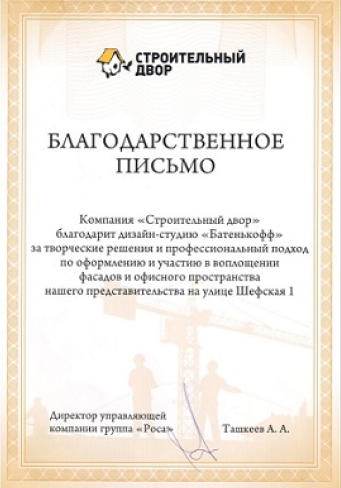 СТРОИТЕЛЬНЫЙ
ДВОР
БЛАГОДАРСТВЕННОЕ
ПИСЬМО
Компания «Строительный двор»
благодарит дизайн-студию «Батенькофф»
за творческие решения и профессиональный подход
по оформлению и участию в воплощении
фасадов и офисного пространства
нашего представительства на улице Шефская 1
Директор управляющей
компании группа «Роса»
Ташкеев А. А.